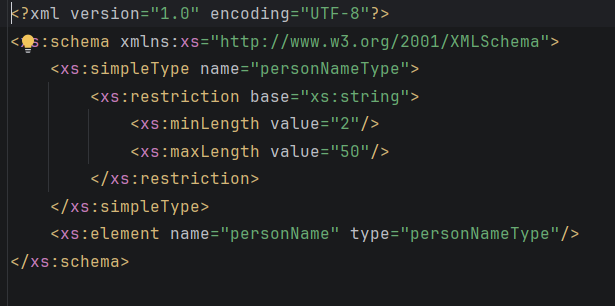 <?xml version="1.0" encoding="UTF-8"?>
<xs:schema xmlns:xs="http://www.w3.org/2001/XMLSchema">
    <xs:simpleType name="personNameType">
        <xs:restriction base="xs:string">
            <xs:minLength value="2"/>
            <xs:maxLength value="50"/>
        </xs:restriction>
    </xs:simpleType>
    <xs:element name="personName" type="personNameType"/>
</xs:schema>